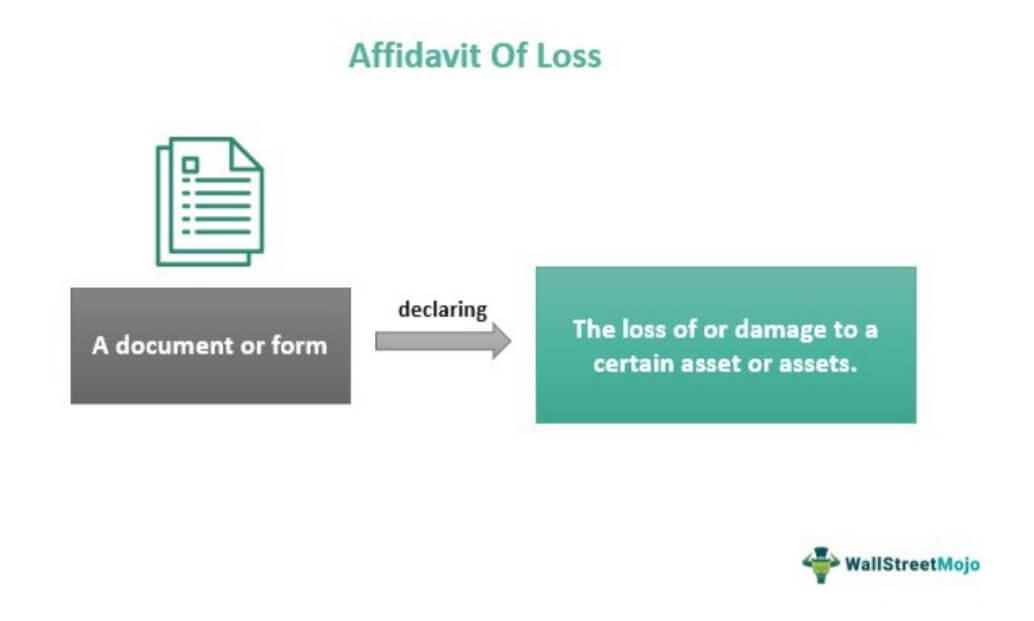 Affidavit Of Loss
A document or form
declaring
The loss of or damage to a
certain asset or assets.
WallStreetMojo